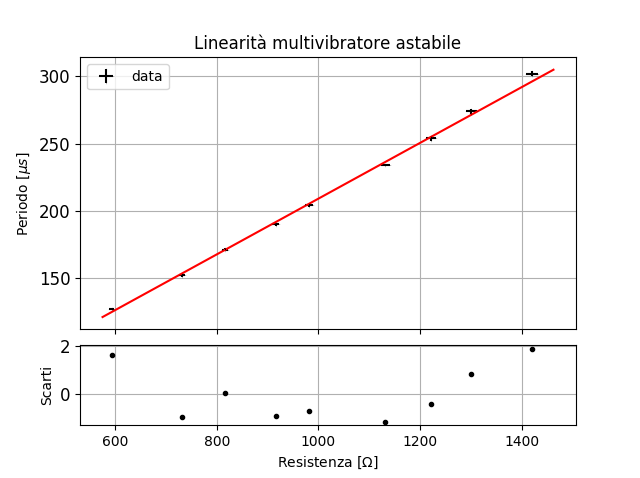 Linearità multivibratore astabile
data
300
250
200
150
Periodo [μs]
2
0
Scarti
600 800 1000 1200 1400
Resistenza [Ω]